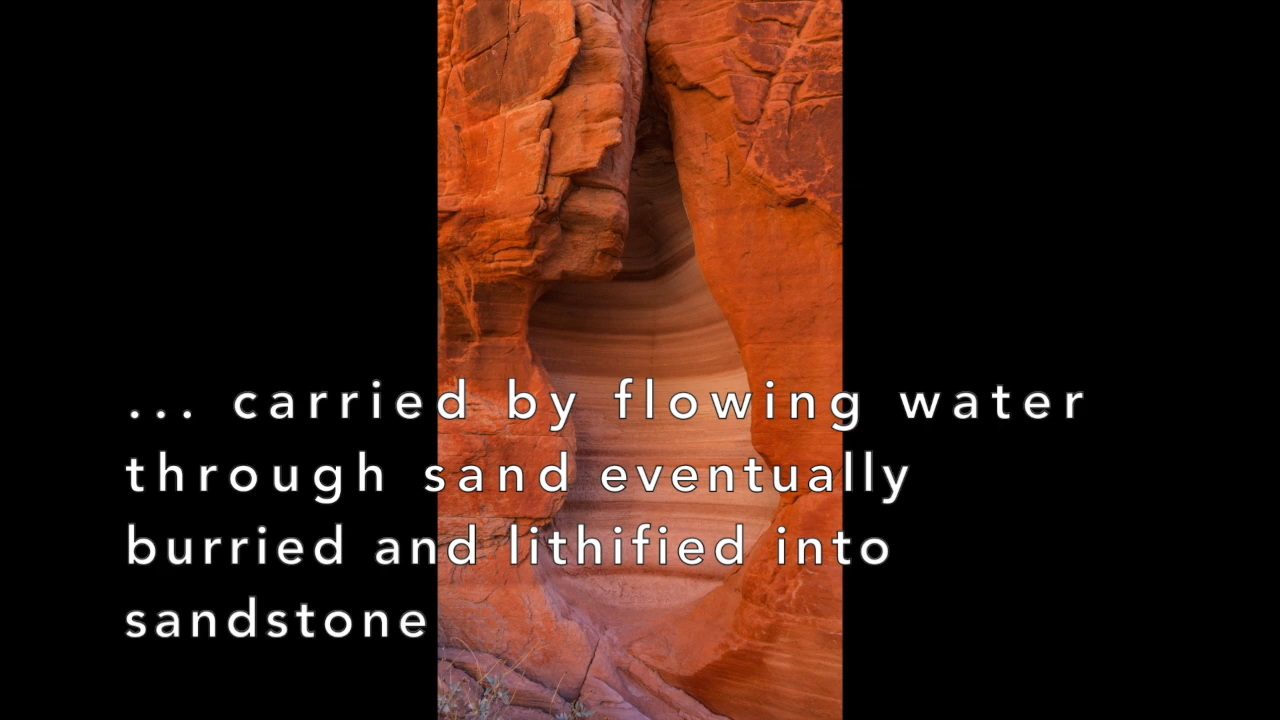 ... carried by flowing water
through sand eventually
burried and lithified into
sandstone